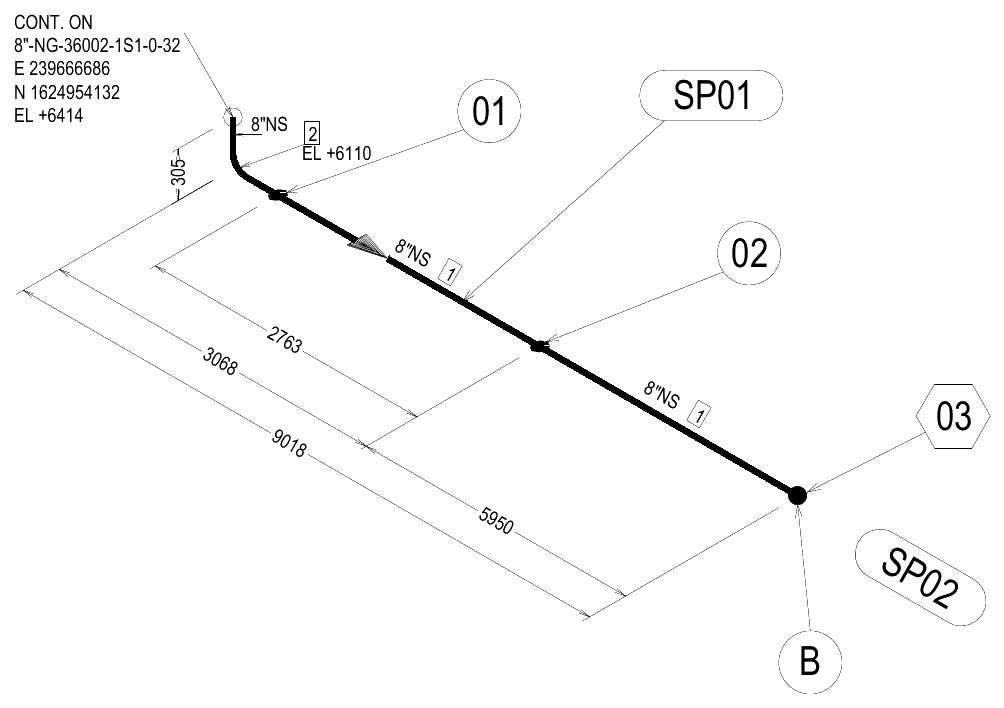 CONT. ON
8"-NG-36002-1S1-0-32
E 239666686
N 1624954132
EL +6414
8"NS
2
EL +6110
305
01
SP01
8"NS
1
02
2763
3068
9018
8"NS
1
03
5950
SP02
B